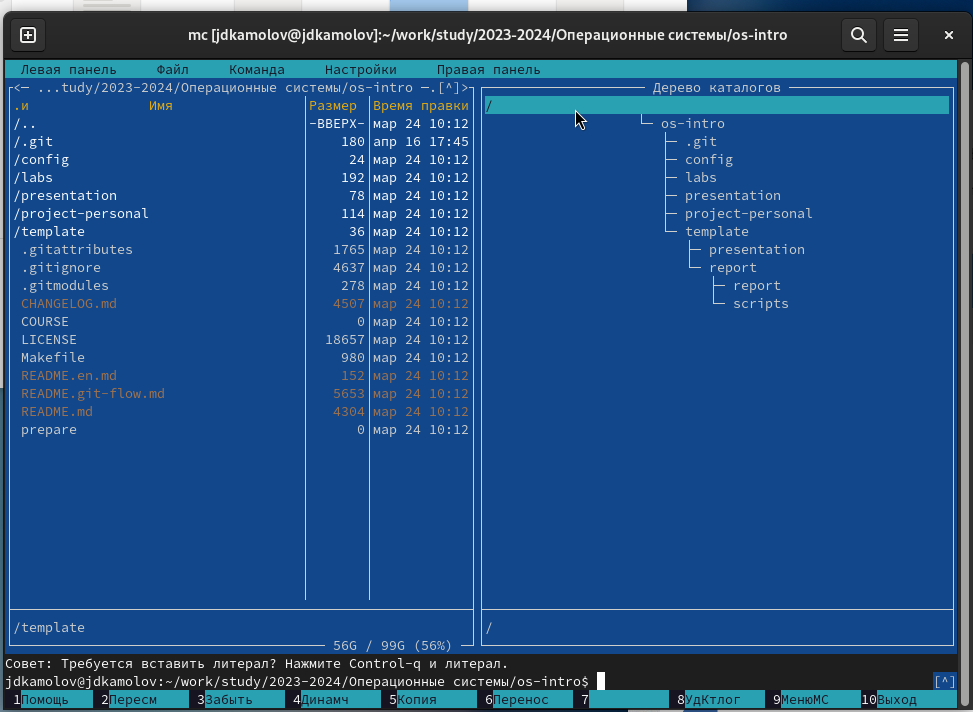 mc [jdkamolov@jdkamolov]:~/work/study/2023-2024/Операционные системы/os-intro
Левая панель Файл Команда Настройки Правая панель
<— ...tudy/2023-2024/Операционные системы/os-intro —.[^]>
.и Имя Размер Время правки
/.. -ВВЕРХ- мар 24 10:12
/.git 180 апр 16 17:45
/config 24 мар 24 10:12
/labs 192 мар 24 10:12
/presentation 78 мар 24 10:12
/project-personal 114 мар 24 10:12
/template 36 мар 24 10:12
.gitattributes 1765 мар 24 10:12
.gitignore 4637 мар 24 10:12
.gitmodules 278 мар 24 10:12
CHANGELOG.md 4507 мар 24 10:12
COURSE 0 мар 24 10:12
LICENSE 18657 мар 24 10:12
Makefile 980 мар 24 10:12
README.en.md 152 мар 24 10:12
README.git-flow.md 5653 мар 24 10:12
README.md 4304 мар 24 10:12
prepare 0 мар 24 10:12
/template
56G / 99G (56%)
Дерево каталогов
/
os-intro
.git
config
labs
presentation
project-personal
template
presentation
report
report
scripts
/
Совет: Требуется вставить литерал? Нажмите Control-q и литерал.
jdkamolov@jdkamolov:~/work/study/2023-2024/Операционные системы/os-intro$ [^]
1Помощь 2Пересм 3Забыть 4Динамч 5Копия 6Перенос 7 8УдКтлог 9МенюMC 10Выход